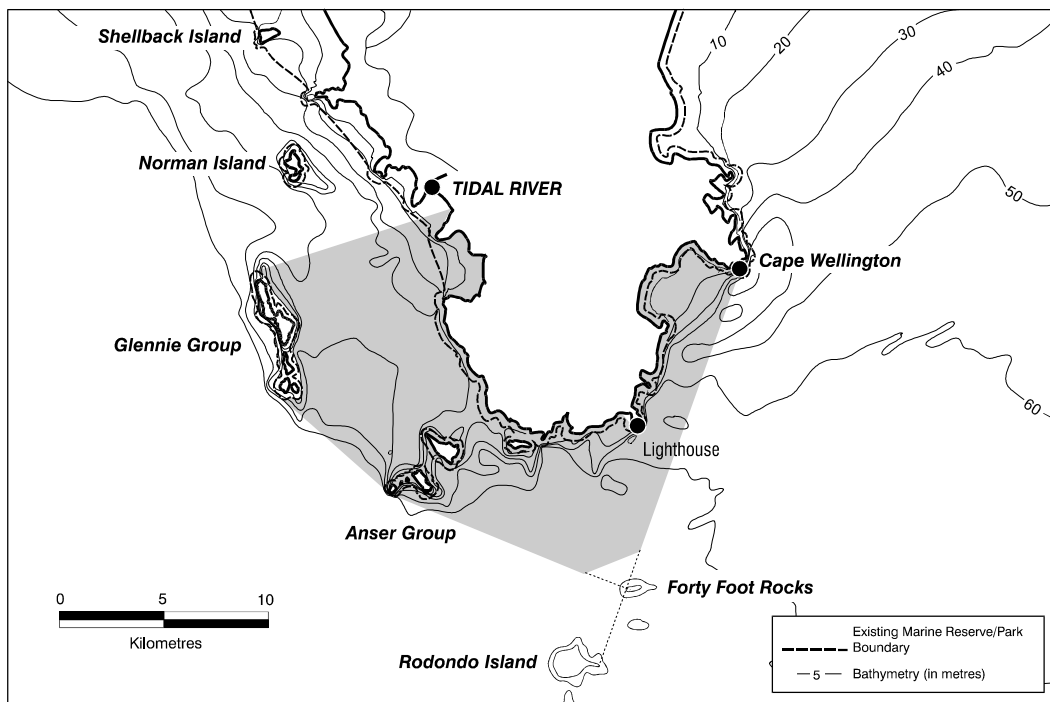 Shellback Island
10
20
30
40
Norman Island
TIDAL RIVER
50
Cape Wellington
Glennie Group
60
Lighthouse
Anser Group
Forty Foot Rocks
0 5 10
Kilometres
Rodondo Island
Existing Marine Reserve/Park
Boundary
5 Bathymetry (in metres)